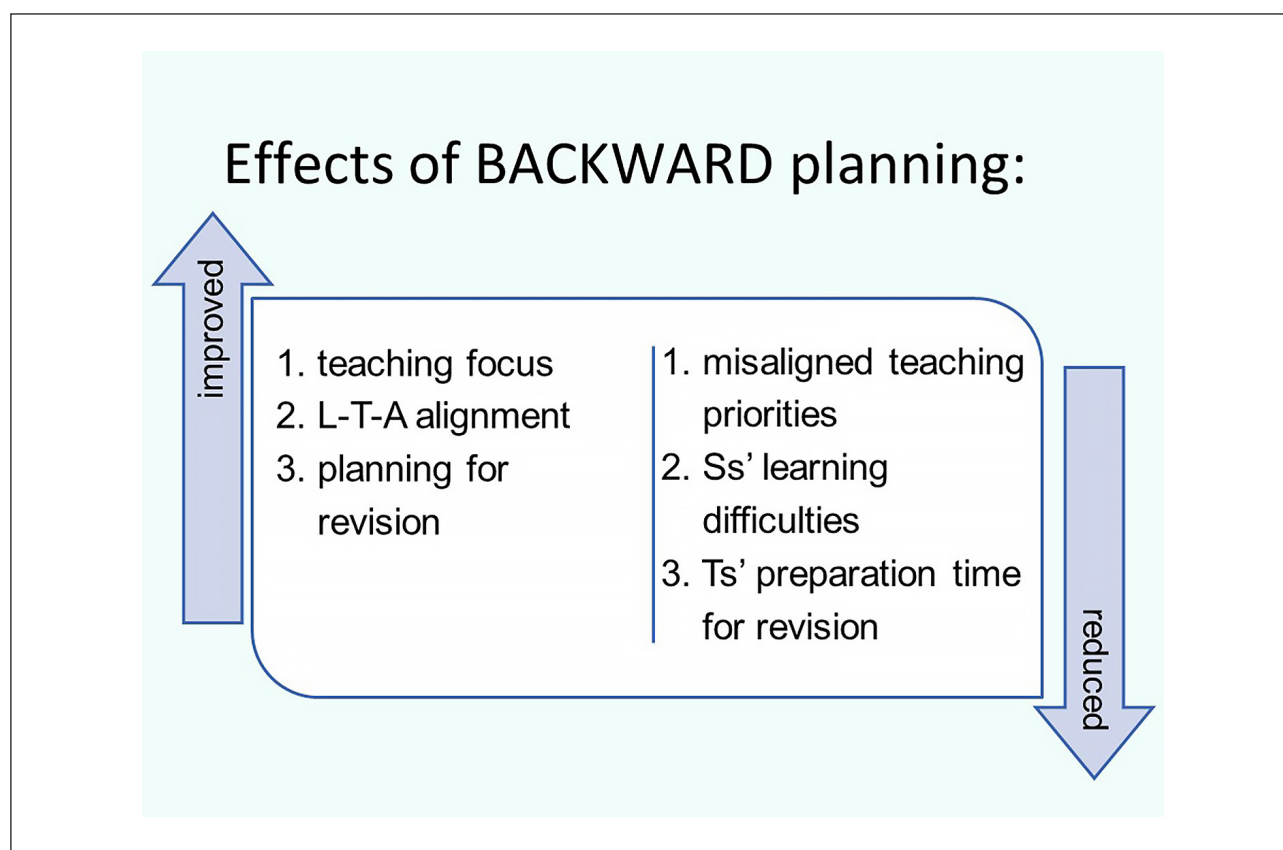 Effects of BACKWARD planning:
improved
1. teaching focus
2. L-T-A alignment
3. planning for
revision
1. misaligned teaching
priorities
2. Ss’ learning
difficulties
3. Ts’ preparation time
for revision
reduced